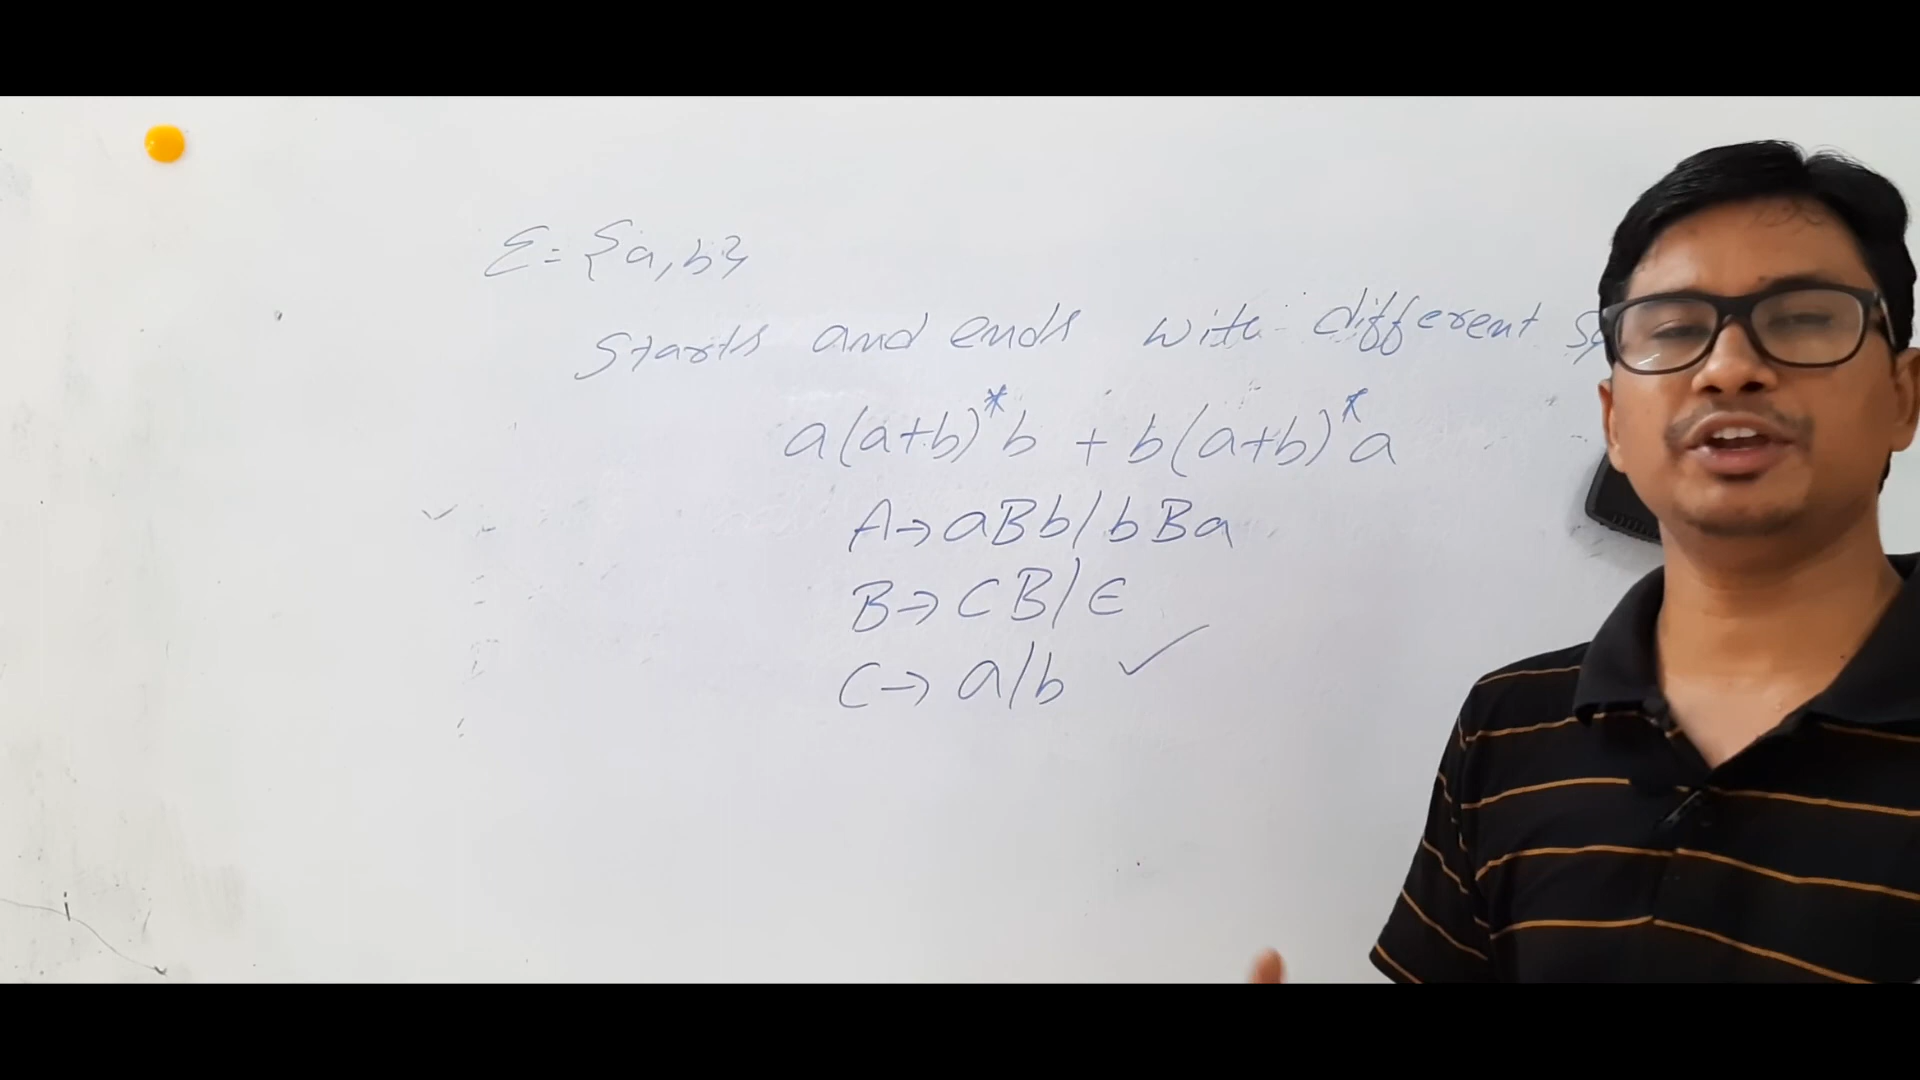 Σ = {a, b}
Starts and ends with different
a(a+b)*b + b(a+b)*a
A → aBb / bBa
B → CB / ϵ
C → a/b ✓